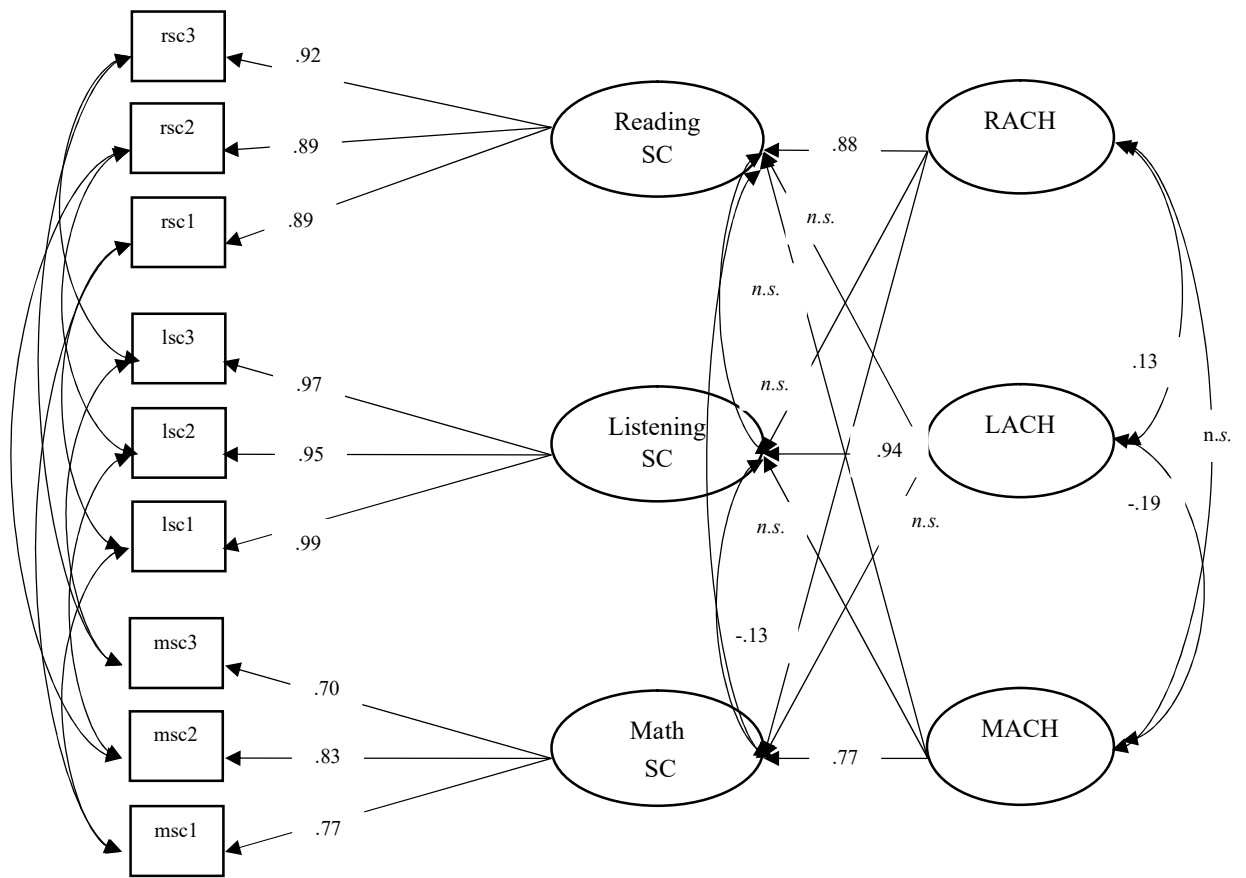 rsc3
.92
Reading
SC
RACH
rsc2
.89
.88
rsc1
.89
n.s.
n.s.
lsc3
.97
n.s.
.13
Listening
SC
LACH
lsc2
.95
.94
n.s.
lsc1
.99
n.s.
n.s.
-.19
msc3
.70
-.13
Math
SC
MACH
msc2
.83
.77
msc1
.77